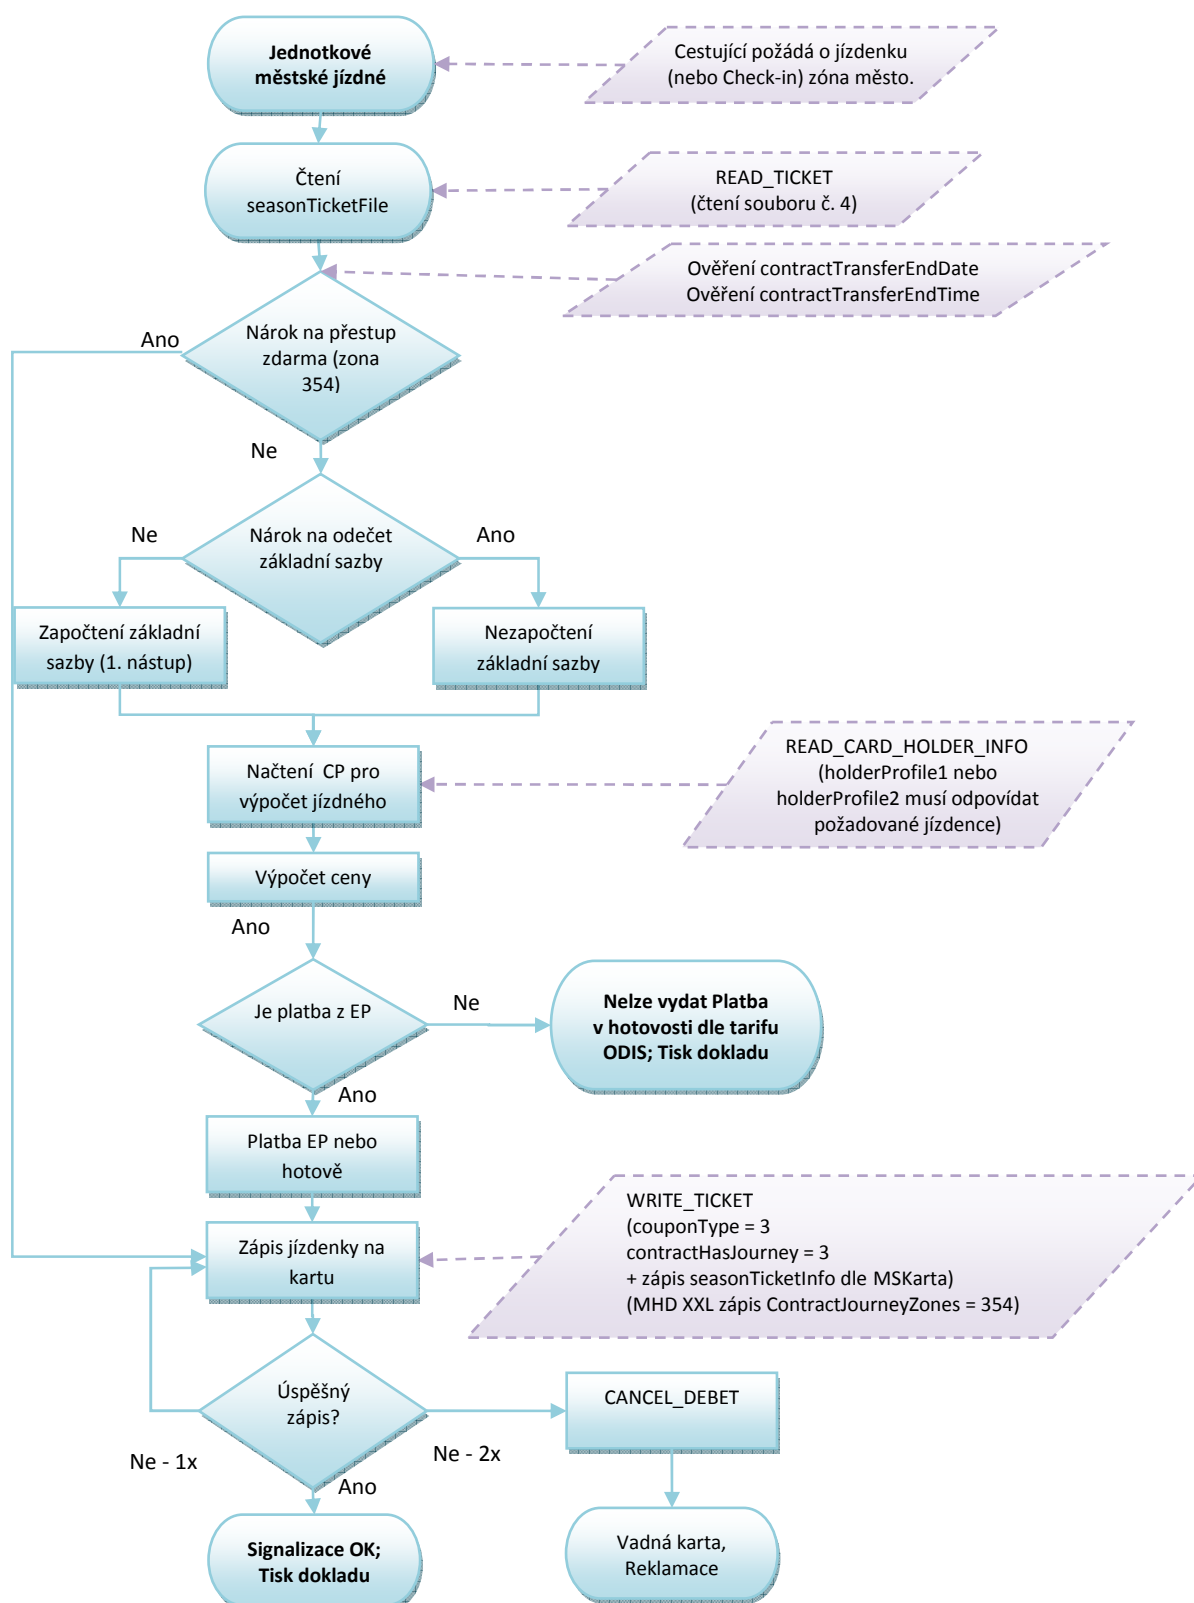 Jednotkové
městské jízdné
Cestující požádá o jízdenku
(nebo Check-in) zóna město.
Čtení
seasonTicketFile
READ_TICKET
(čtení souboru č. 4)
Ověření contractTransferEndDate
Ověření contractTransferEndTime
Ano
Nárok na přestup
zdarma (zona
354)
Ne
Ne
Nárok na odečet
základní sazby
Ano
Započtení základní
sazby (1. nástup)
Nezapočtení
základní sazby
Načtení  CP pro
výpočet jízdného
READ_CARD_HOLDER_INFO
(holderProfile1 nebo
holderProfile2 musí odpovídat
požadované jízdence)
Výpočet ceny
Ano
Je platba z EP
Ne
Nelze vydat Platba
v hotovosti dle tarifu
ODIS; Tisk dokladu
Ano
Platba EP nebo
hotově
Zápis jízdenky na
kartu
WRITE_TICKET
(couponType = 3
contractHasJourney = 3
+ zápis seasonTicketInfo dle MSKarta)
(MHD XXL zápis ContractJourneyZones = 354)
Úspěšný
zápis?
CANCEL_DEBET
Ne - 1x
Ne - 2x
Ano
Signalizace OK;
Tisk dokladu
Vadná karta,
Reklamace